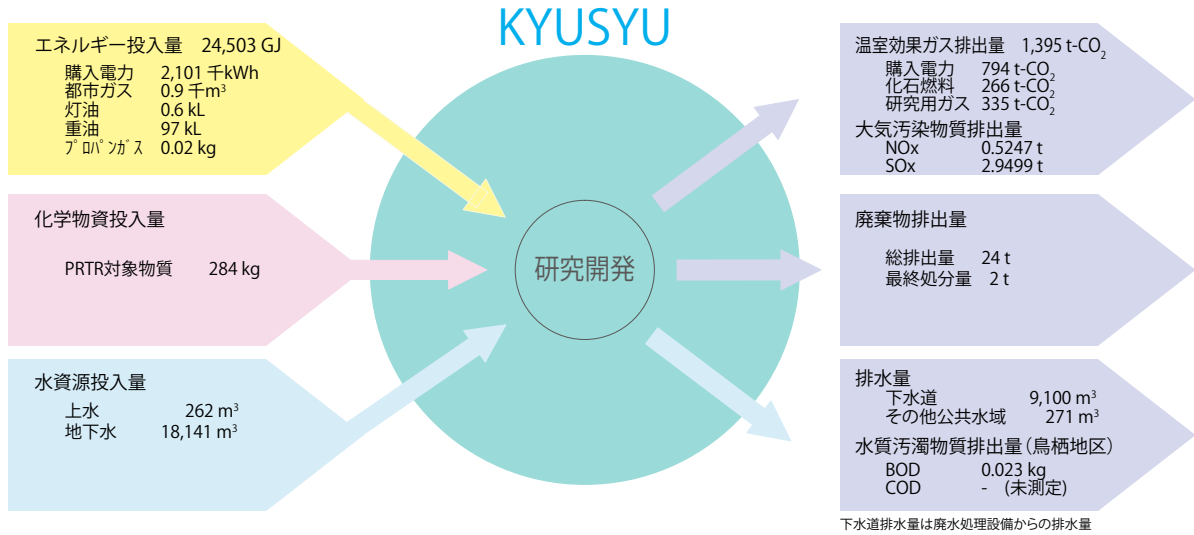 KYUSYU
エネルギー投入量 24,503 GJ
購入電力 2,101 千kWh
都市ガス 0.9 千m³
灯油 0.6 kL
重油 97 kL
プロパンガス 0.02 kg
化学物資投入量
PRTR対象物質 284 kg
水資源投入量
上水 262 m³
地下水 18,141 m³
研究開発
温室効果ガス排出量 1,395 t-CO₂
購入電力 794 t-CO₂
化石燃料 266 t-CO₂
研究用ガス 335 t-CO₂
大気汚染物質排出量
NOx 0.5247 t
SOx 2.9499 t
廃棄物排出量
総排出量 24 t
最終処分量 2 t
排水量
下水道 9,100 m³
その他公共水域 271 m³
水質汚濁物質排出量（鳥栖地区）
BOD 0.023 kg
COD - (未測定)
下水道排水量は廃水処理設備からの排水量